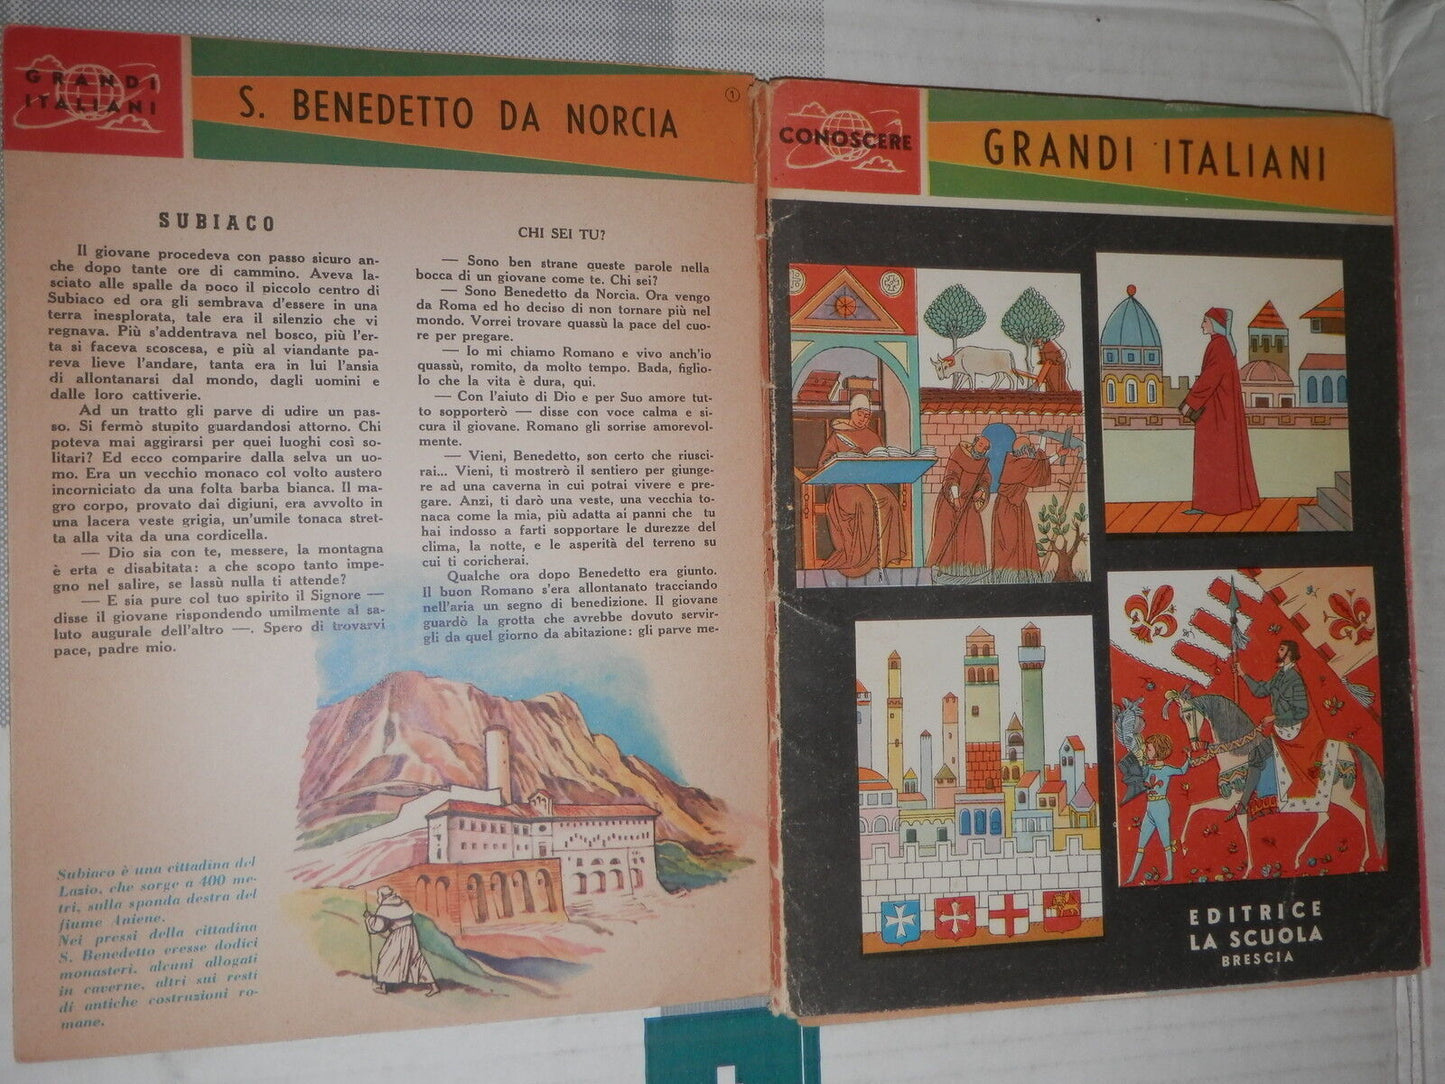 GRANDI
ITALIANI
S. BENEDETTO DA NORCIA
1
SUBIACO
Il giovane procedeva con passo sicuro an-
che dopo tante ore di cammino. Aveva la-
sciato alle spalle da poco il piccolo centro di
Subiaco ed ora gli sembrava d'essere in una
terra inesplorata, tale era il silenzio che vi
regnava. Più s'addentrava nel bosco, più l'er-
ta si faceva scoscesa, e più al viandante pa-
reva lieve l'andare, tanta era in lui l'ansia
di allontanarsi dal mondo, dagli uomini e
dalle loro cattiverie.
Ad un tratto gli parve di udire un pas-
so. Si fermò stupito guardandosi attorno. Chi
poteva mai aggirarsi per quei luoghi così so-
litari? Ed ecco comparire dalla selva un uo-
mo. Era un vecchio monaco col volto austero
incorniciato da una folta barba bianca. Il ma-
gro corpo, provato dai digiuni, era avvolto in
una lacera veste grigia, un'umile tonaca stret-
ta alla vita da una cordicella.
— Dio sia con te, messere, la montagna
è erta e disabitata: a che scopo tanto impe-
gno nel salire, se lassù nulla ti attende?
— E sia pure col tuo spirito il Signore —
disse il giovane rispondendo umilmente al sa-
luto augurale dell'altro —. Spero di trovarvi
pace, padre mio.
CHI SEI TU?
— Sono ben strane queste parole nella
bocca di un giovane come te. Chi sei?
— Sono Benedetto da Norcia. Ora vengo
da Roma ed ho deciso di non tornare più nel
mondo. Vorrei trovare quassù la pace del cuo-
re per pregare.
— Io mi chiamo Romano e vivo anch'io
quassù, romito, da molto tempo. Bada, figlio-
lo che la vita è dura, qui.
— Con l'aiuto di Dio e per Suo amore tut-
to sopporterò — disse con voce calma e si-
cura il giovane. Romano gli sorrise amorevol-
mente.
— Vieni, Benedetto, son certo che riusci-
rai... Vieni, ti mostrerò il sentiero per giunge-
re ad una caverna in cui potrai vivere e pre-
gare. Anzi, ti darò una veste, una vecchia to-
naca come la mia, più adatta ai panni che tu
hai indosso a farti sopportare le durezze del
clima, la notte, e le asperità del terreno su
cui ti coricherai.
Qualche ora dopo Benedetto era giunto.
Il buon Romano s'era allontanato tracciando
nell'aria un segno di benedizione. Il giovane
guardò la grotta che avrebbe dovuto servir-
gli da quel giorno da abitazione: gli parve me-
Subiaco è una cittadina del
Lazio, che sorge a 400 me-
tri, sulla sponda destra del
fiume Aniene.
Nei pressi della cittadina
S. Benedetto eresse dodici
monasteri, alcuni allogati
in caverne, altri sui resti
di antiche costruzioni ro-
mane.
CONOSCERE
GRANDI ITALIANI
EDITRICE
LA SCUOLA
BRESCIA